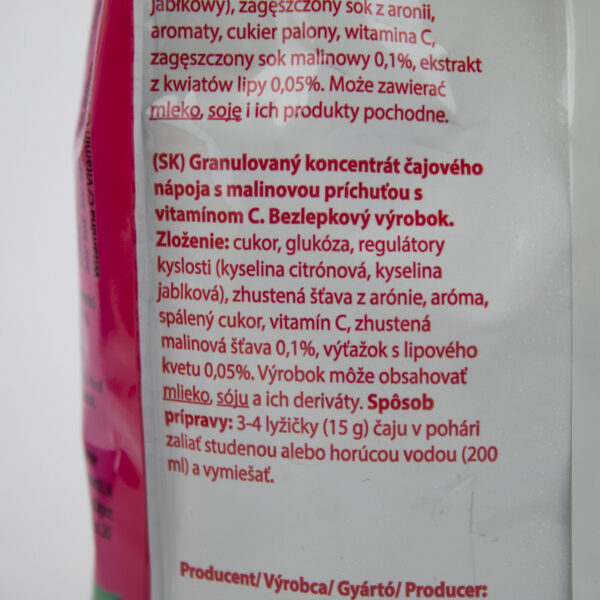 jabłkowy), zagęszczony sok z aronii,
aromaty, cukier palony, witamina C,
zagęszczony sok malinowy 0,1%, ekstrakt
z kwiatów lipy 0,05%. Może zawierać
mleko, soję i ich produkty pochodne.
(SK) Granulovaný koncentrát čajového
nápoja s malinovou príchuťou s
vitamínom C. Bezlepkový výrobok.
Zloženie: cukor, glukóza, regulátory
kyslosti (kyselina citrónová, kyselina
jablková), zhustená šťava z arónie, aróma,
spálený cukor, vitamín C, zhustená
malinová šťava 0,1%, výťažok s lipového
kvetu 0,05%. Výrobok môže obsahovať
mlieko, sóju a ich deriváty. Spôsob
prípravy: 3-4 lyžičky (15 g) čaju v pohári
zaliať studenou alebo horúcou vodou (200
ml) a vymiešať.
Producent/ Výrobca/ Gyártó/ Producer:
Witamina C/ Vitamín C